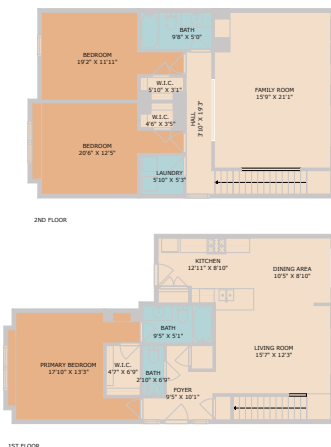 BATH
9'8" X 5'0"
BEDROOM
19'2" X 11'11"
W.I.C.
5'10" X 3'1"
FAMILY ROOM
15'9" X 21'1"
HALL
3'10" X 19'3"
W.I.C.
4'6" X 3'5"
BEDROOM
20'6" X 12'5"
LAUNDRY
5'10" X 5'3"
2ND FLOOR
KITCHEN
12'11" X 8'10"
DINING AREA
10'5" X 8'10"
BATH
9'5" X 5'1"
LIVING ROOM
15'7" X 12'3"
PRIMARY BEDROOM
17'10" X 13'3"
W.I.C.
4'7" X 6'9"
BATH
2'10" X 6'9"
FOYER
9'5" X 10'1"
1ST FLOOR